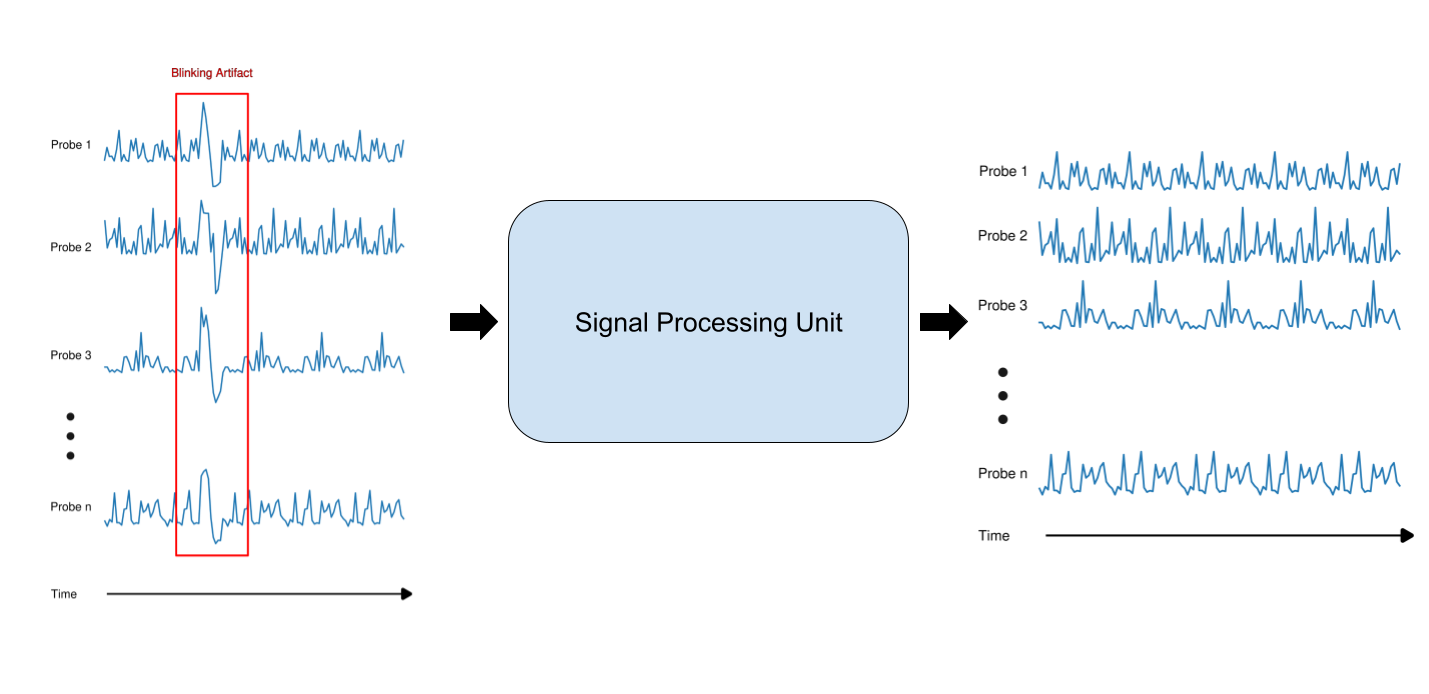 Blinking Artifact
Probe 1
Probe 2
Probe 3
Probe n
Time
Signal Processing Unit
Probe 1
Probe 2
Probe 3
Probe n
Time